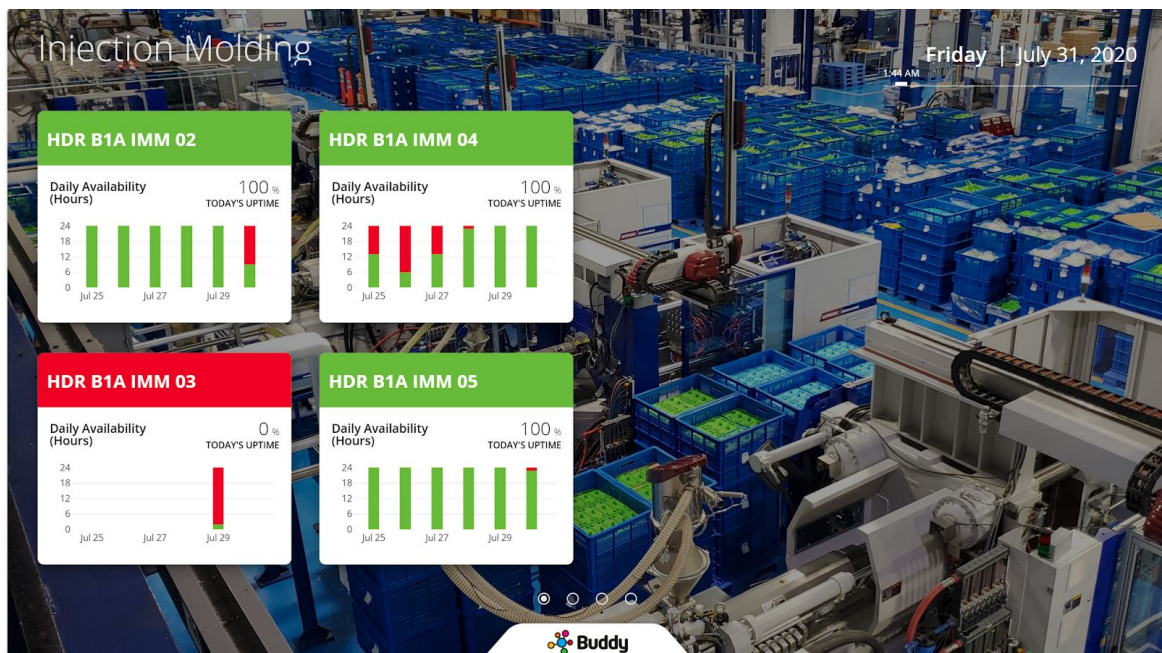 Injection Molding
Friday | July 31, 2020
1:44 AM
HDR B1A IMM 02
Daily Availability
(Hours)
100 %
TODAY'S UPTIME
24
18
12
6
0
Jul 25
Jul 27
Jul 29
HDR B1A IMM 04
Daily Availability
(Hours)
100 %
TODAY'S UPTIME
24
18
12
6
0
Jul 25
Jul 27
Jul 29
HDR B1A IMM 03
Daily Availability
(Hours)
0 %
TODAY'S UPTIME
24
18
12
6
0
Jul 25
Jul 27
Jul 29
HDR B1A IMM 05
Daily Availability
(Hours)
100 %
TODAY'S UPTIME
24
18
12
6
0
Jul 25
Jul 27
Jul 29
Buddy